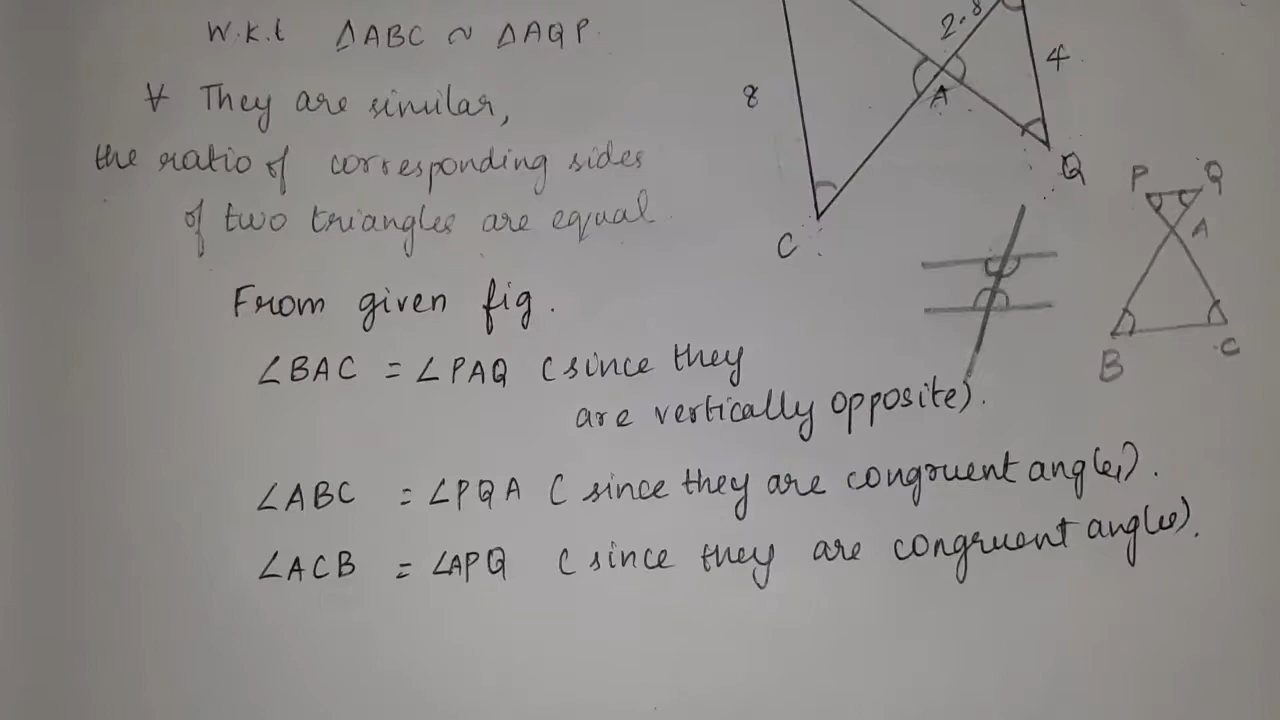 W.k.t ΔABC ~ ΔAQP.
∀ They are similar,
the ratio of corresponding sides
of two triangles are equal
From given fig.
∠BAC = ∠PAQ (since they
are vertically opposite).
∠ABC = ∠PQA (since they are congruent angles).
∠ACB = ∠APQ (since they are congruent angles).
2.8
4
8
A
Q
C
P Q
A
B C